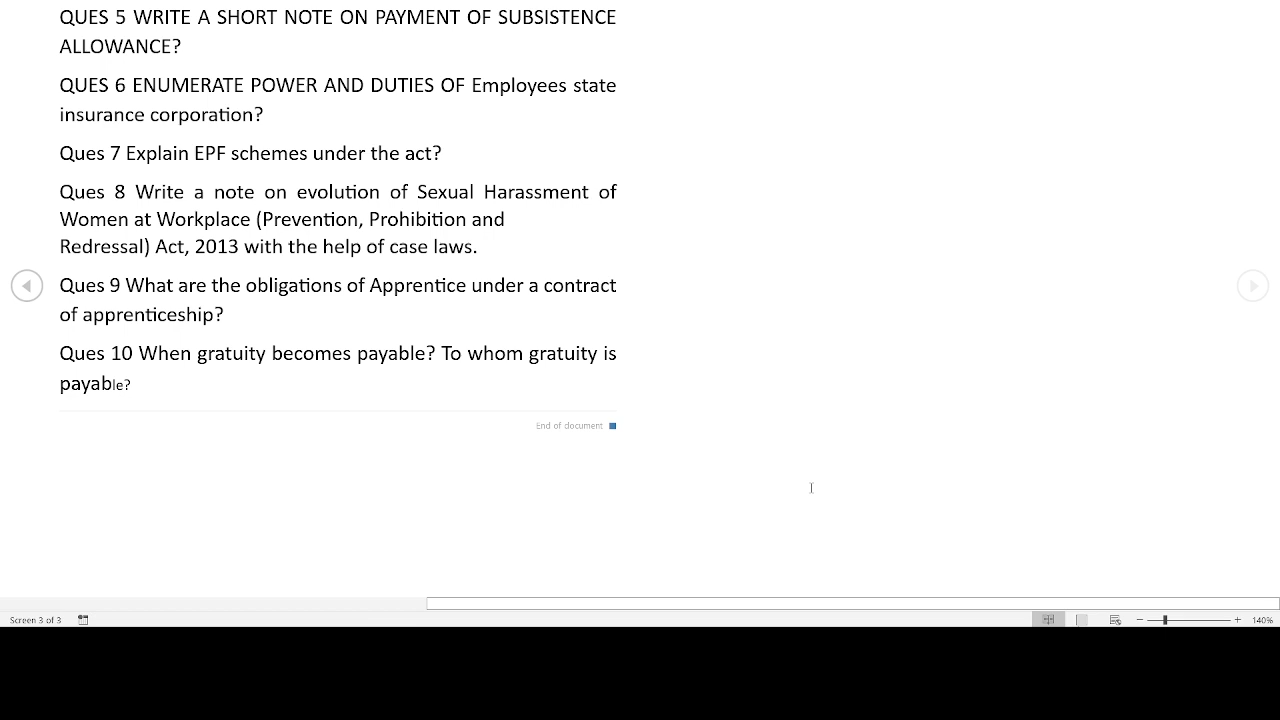 QUES 5 WRITE A SHORT NOTE ON PAYMENT OF SUBSISTENCE
ALLOWANCE?
QUES 6 ENUMERATE POWER AND DUTIES OF Employees state
insurance corporation?
Ques 7 Explain EPF schemes under the act?
Ques 8 Write a note on evolution of Sexual Harassment of
Women at Workplace (Prevention, Prohibition and
Redressal) Act, 2013 with the help of case laws.
Ques 9 What are the obligations of Apprentice under a contract
of apprenticeship?
Ques 10 When gratuity becomes payable? To whom gratuity is
payable?
End of document
Screen 3 of 3
140%